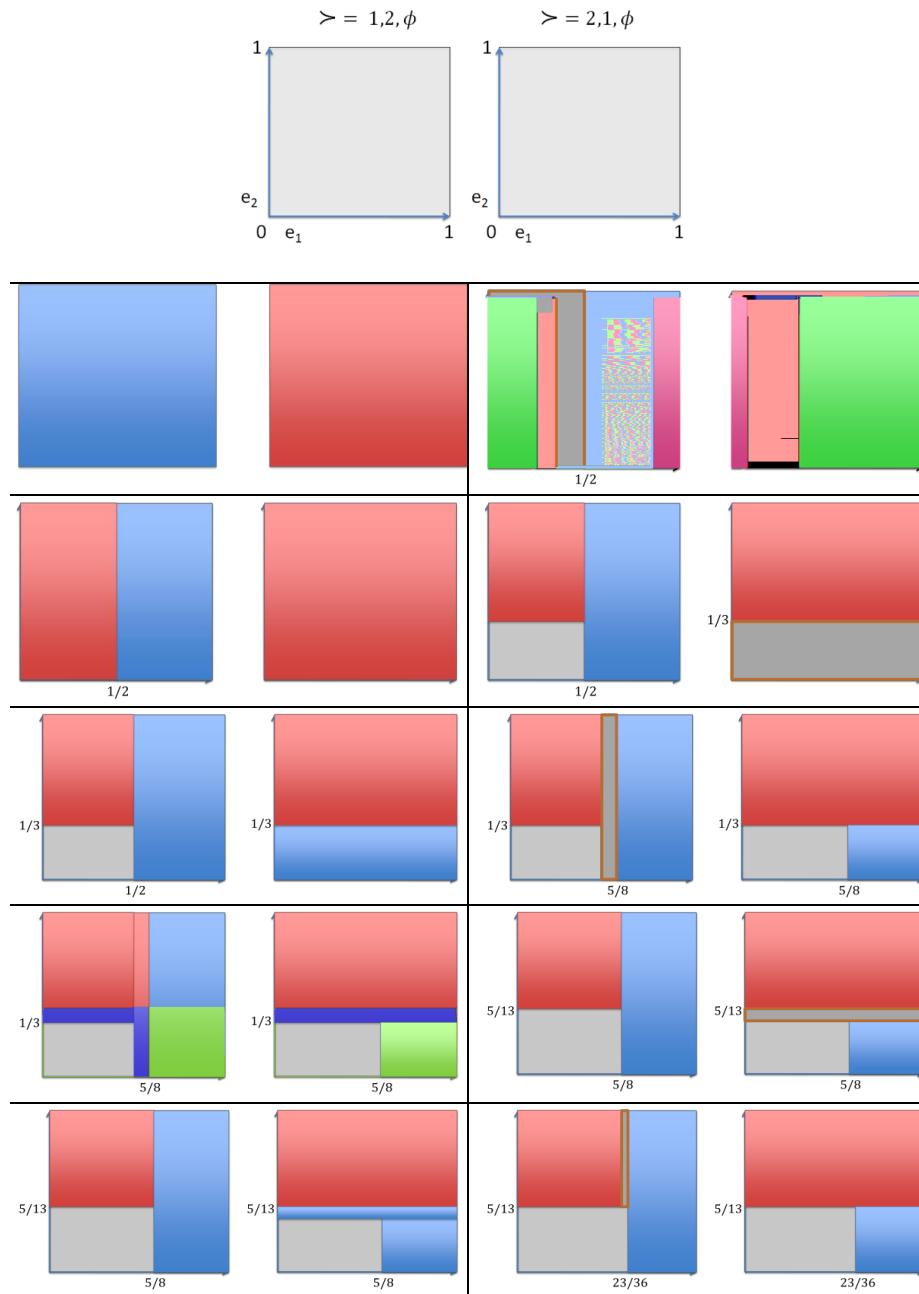 ≻ = 1,2,ϕ ≻ = 2,1,ϕ
1 1
e₂ e₂
0 e₁ 1 0 e₁ 1
1/2
1/3
1/2 1/2
1/3 1/3 1/3 1/3
1/2 5/8 5/8
1/3 1/3 5/13 5/13
5/8 5/8 5/8 5/8
5/13 5/13 5/13 5/13
5/8 5/8 23/36 23/36